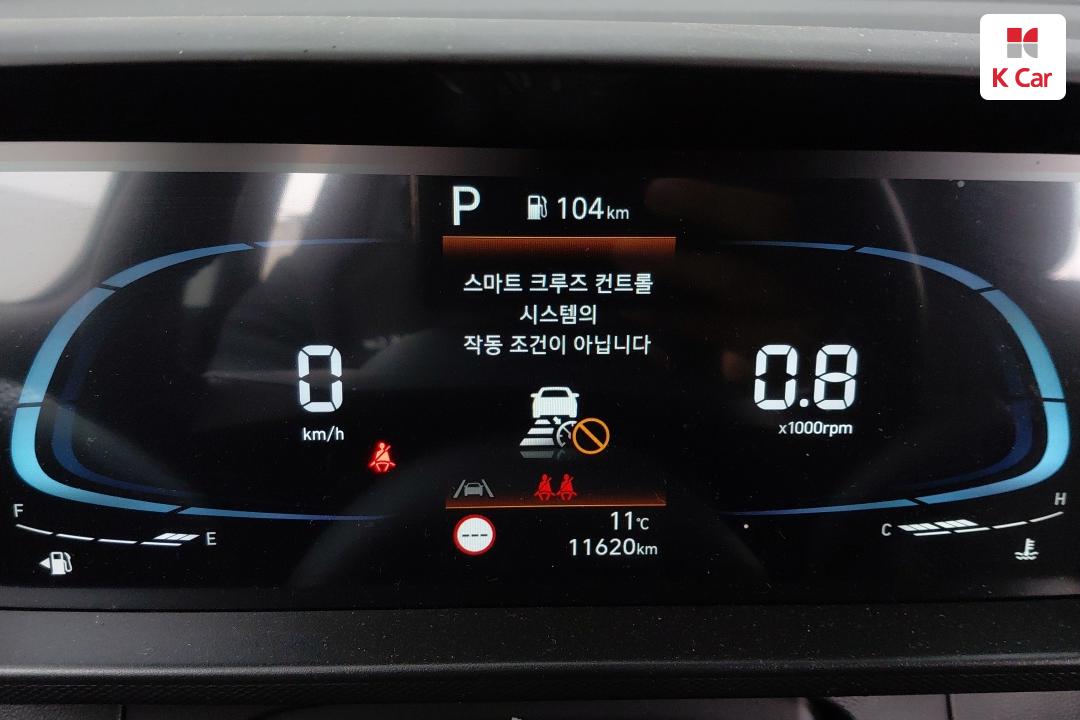 K Car
P 104km
스마트 크루즈 컨트롤
시스템의
작동 조건이 아닙니다
0
km/h
0.8
x1000rpm
F
E
C
H
---
11℃
11620km